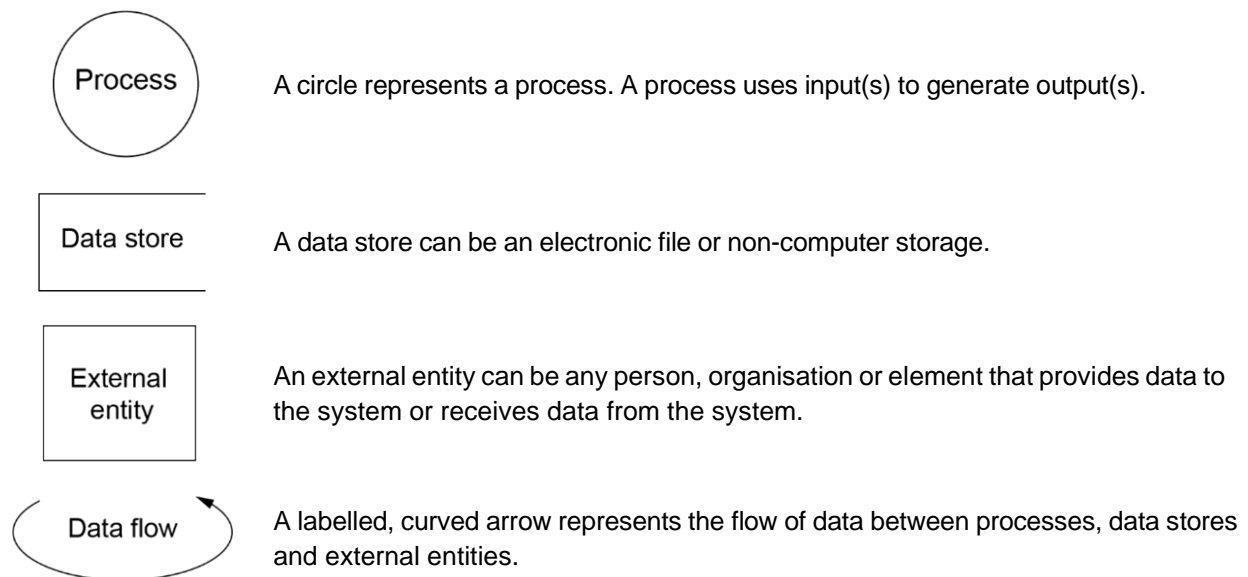 Process
A circle represents a process. A process uses input(s) to generate output(s).
Data store
A data store can be an electronic file or non-computer storage.
External
entity
An external entity can be any person, organisation or element that provides data to
the system or receives data from the system.
Data flow
A labelled, curved arrow represents the flow of data between processes, data stores
and external entities.